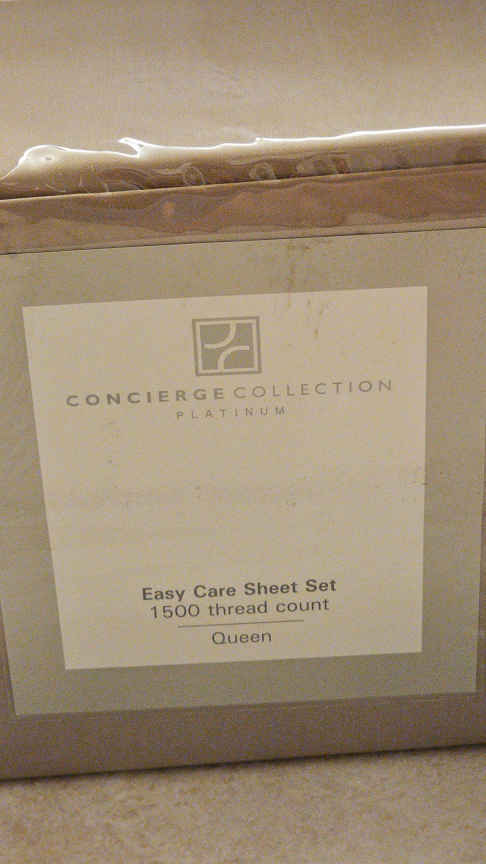 CONCIERGE COLLECTION
PLATINUM
Easy Care Sheet Set
1500 thread count
Queen